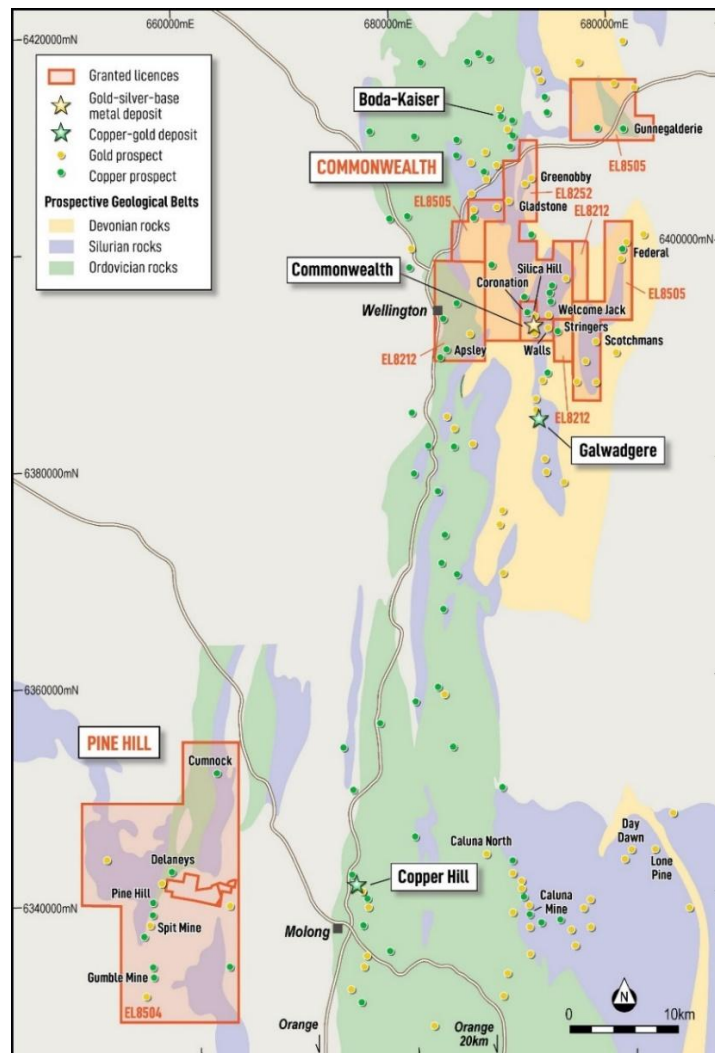 660000mE
680000mE
680000mE
6420000mN
Granted licences
Gold-silver-base
metal deposit
Copper-gold deposit
Gold prospect
Copper prospect
Prospective Geological Belts
Devonian rocks
Silurian rocks
Ordovician rocks
Boda-Kaiser
Gunnegalderie
EL8505
COMMONWEALTH
Greenobby
EL8252
EL8505
Gladstone
EL8212
6400000mN
Federal
Commonwealth
Silica Hill
Coronation
EL8505
Wellington
Welcome Jack
Stringers
Walls
Scotchmans
EL8212
Apsley
EL8212
Galwadgere
6380000mN
6360000mN
PINE HILL
Cumnock
Day
Dawn
Caluna North
Lone
Pine
Delaneys
Copper Hill
Pine Hill
Caluna
Mine
6340000mN
Spit Mine
Molong
Gumble Mine
EL8504
N
0
10km
Orange
Orange
20km